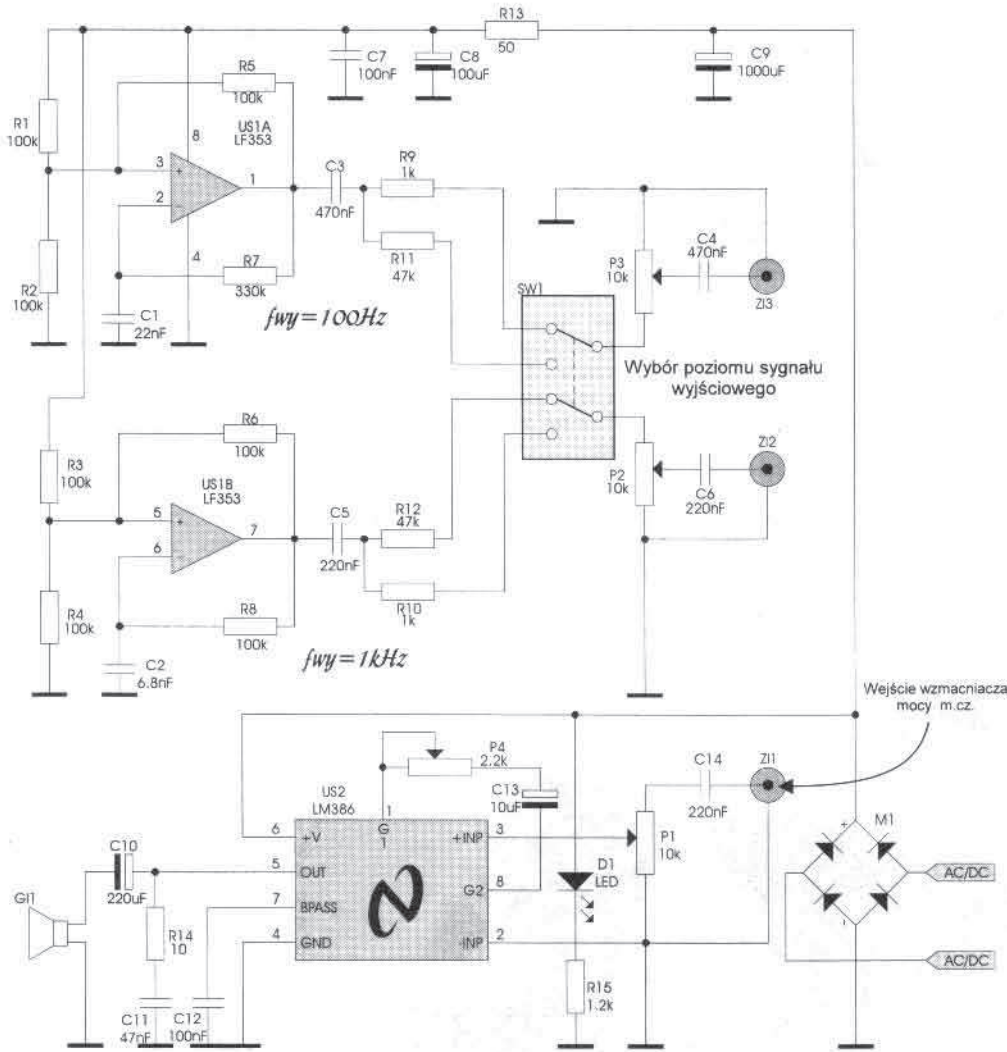 R13
50
C7
100nF
C8
100uF
C9
1000uF
R5
100k
R1
100k
US1A
LF353
8
3
+
2
-
1
4
C3
470nF
R9
1k
R11
47k
R2
100k
R7
330k
C1
22nF
fwy=100Hz
SW1
P3
10k
C4
470nF
ZI3
Wybór poziomu sygnału
wyjściowego
R6
100k
R3
100k
US1B
LF353
5
+
6
-
7
C5
220nF
R12
47k
R10
1k
P2
10k
C6
220nF
ZI2
R4
100k
R8
100k
C2
6.8nF
fwy=1kHz
Wejście wzmacniacza
mocy m.cz.
P4
2.2k
C13
10uF
C14
220nF
ZI1
US2
LM386
1
G
1
6
+V
+INP
3
P1
10k
+
M1
C10
220uF
5
OUT
D1
LED
GI1
7
BPASS
G2
8
AC/DC
R14
10
4
GND
-INP
2
-
AC/DC
R15
1.2k
C11
47nF
C12
100nF